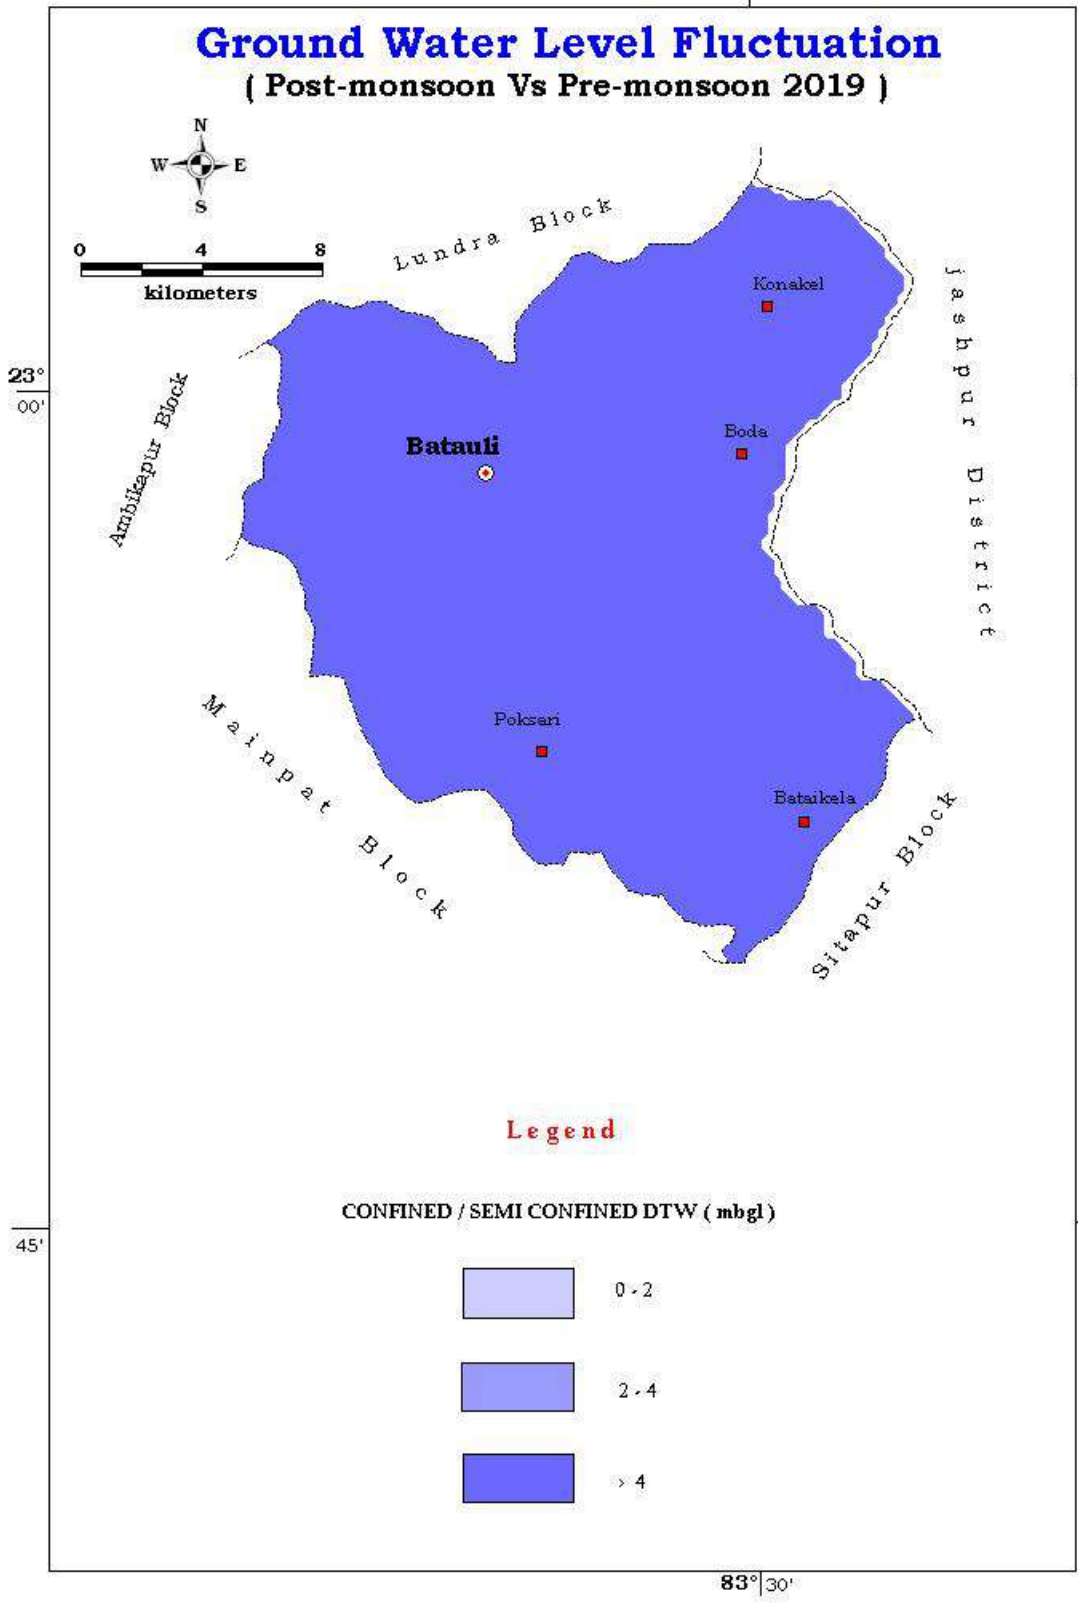 Ground Water Level Fluctuation
( Post-monsoon Vs Pre-monsoon 2019 )
N
W E
S
0 4 8
kilometers
Lundra Block
Konakel
jashpur District
23°
00'
Ambikapur Block
Boda
Batauli
Poksari
Mainpat Block
Bataikela
Sitapur Block
Legend
CONFINED / SEMI CONFINED DTW ( mbgl )
45'
0 - 2
2 - 4
> 4
83° 30'